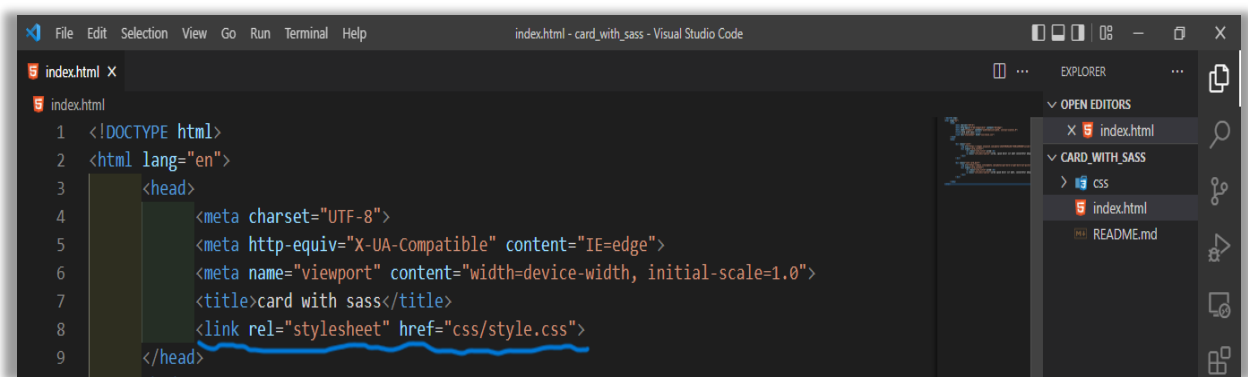 File Edit Selection View Go Run Terminal Help
index.html - card_with_sass - Visual Studio Code
index.html
index.html
1 <!DOCTYPE html>
2 <html lang="en">
3 <head>
4 <meta charset="UTF-8">
5 <meta http-equiv="X-UA-Compatible" content="IE=edge">
6 <meta name="viewport" content="width=device-width, initial-scale=1.0">
7 <title>card with sass</title>
8 <link rel="stylesheet" href="css/style.css">
9 </head>
EXPLORER
OPEN EDITORS
index.html
CARD_WITH_SASS
css
index.html
README.md